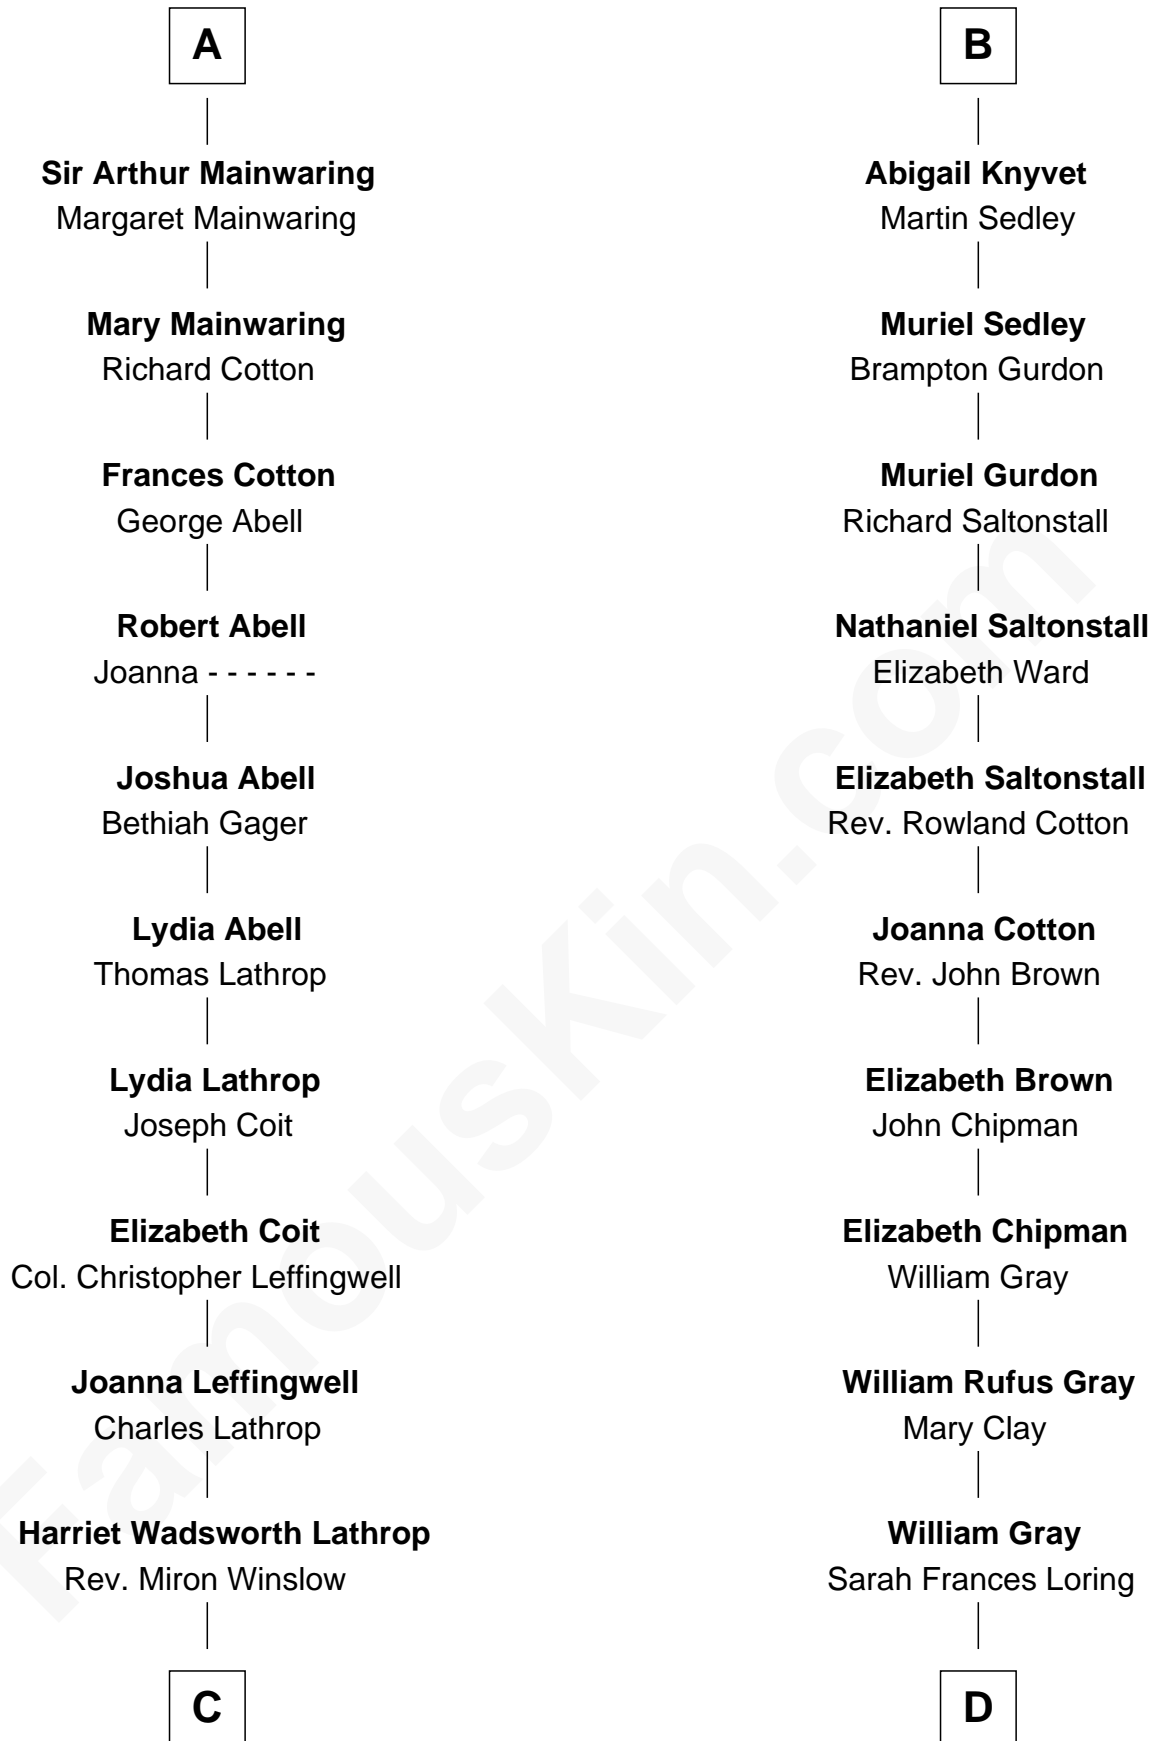 A
Sir Arthur Mainwaring
Margaret Mainwaring
Mary Mainwaring
Richard Cotton
Frances Cotton
George Abell
Robert Abell
Joanna - - - - - -
Joshua Abell
Bethiah Gager
Lydia Abell
Thomas Lathrop
Lydia Lathrop
Joseph Coit
Elizabeth Coit
Col. Christopher Leffingwell
Joanna Leffingwell
Charles Lathrop
Harriet Wadsworth Lathrop
Rev. Miron Winslow
C
B
Abigail Knyvet
Martin Sedley
Muriel Sedley
Brampton Gurdon
Muriel Gurdon
Richard Saltonstall
Nathaniel Saltonstall
Elizabeth Ward
Elizabeth Saltonstall
Rev. Rowland Cotton
Joanna Cotton
Rev. John Brown
Elizabeth Brown
John Chipman
Elizabeth Chipman
William Gray
William Rufus Gray
Mary Clay
William Gray
Sarah Frances Loring
D
FamousKin.com